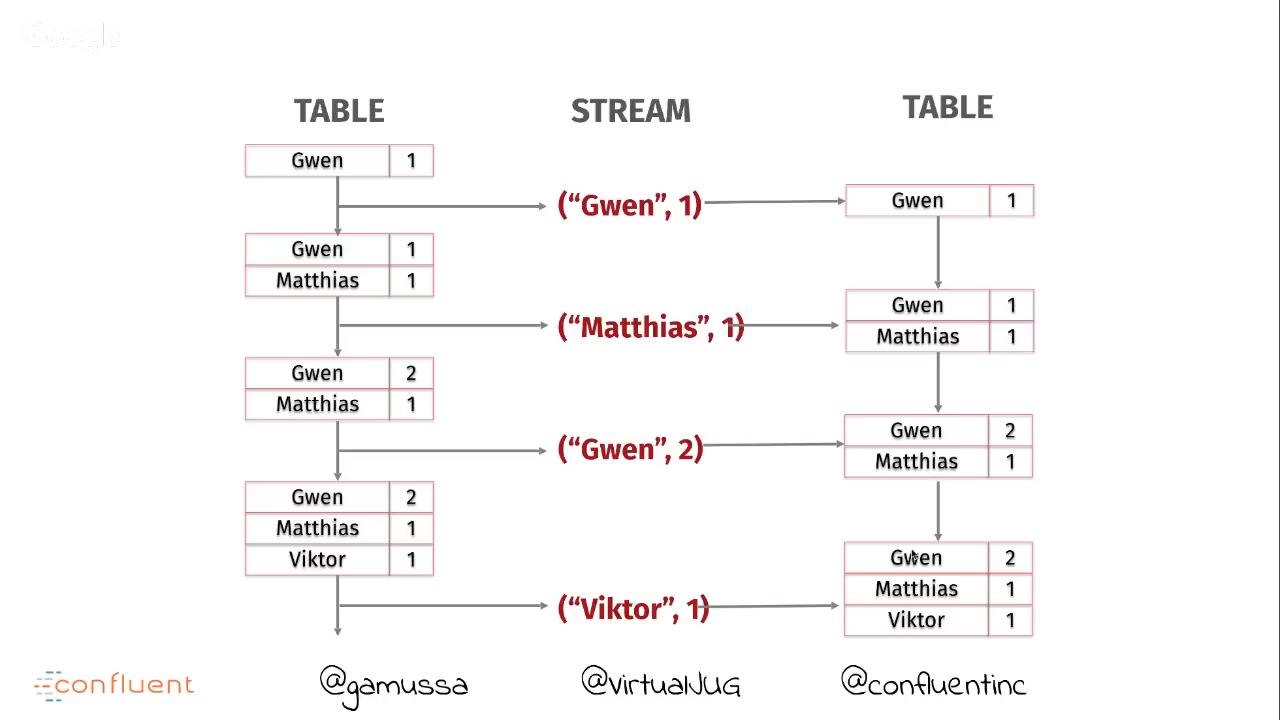 Google
TABLE STREAM TABLE
Gwen 1
("Gwen", 1)
Gwen 1
Gwen 1
Matthias 1
("Matthias", 1)
Gwen 1
Matthias 1
Gwen 2
Matthias 1
("Gwen", 2)
Gwen 2
Matthias 1
Gwen 2
Matthias 1
Viktor 1
("Viktor", 1)
Gwen 2
Matthias 1
Viktor 1
confluent @gamussa @virtualJUG @confluentinc